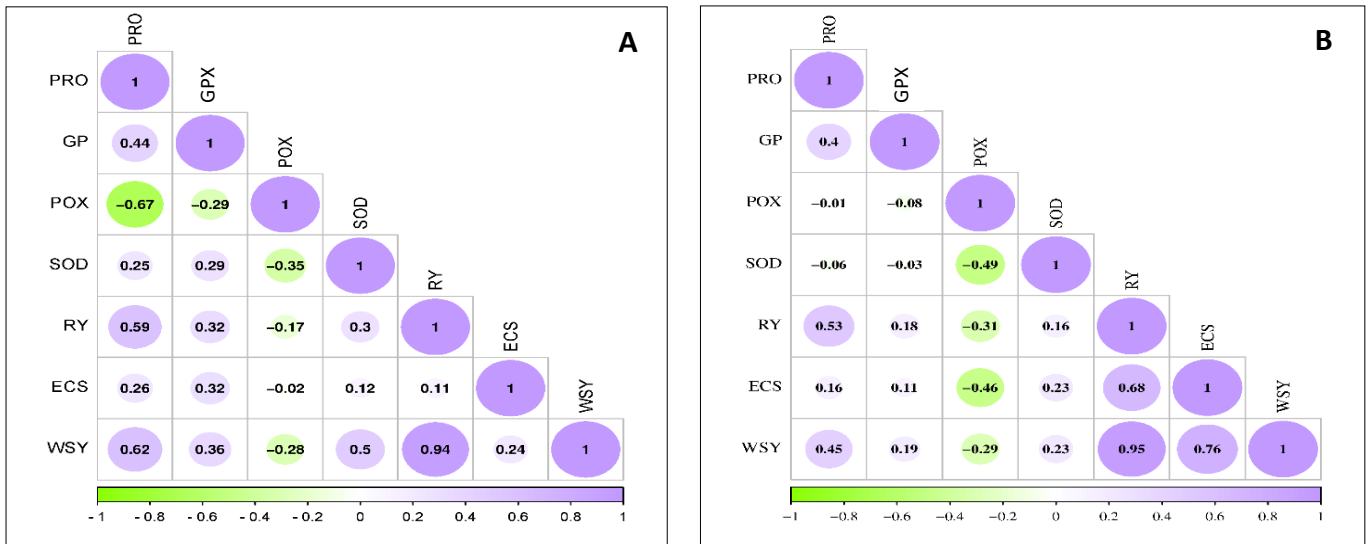 A
PRO
PRO 1
GPX
GP 0.44 1
POX
POX −0.67 −0.29 1
SOD
SOD 0.25 0.29 −0.35 1
RY
RY 0.59 0.32 −0.17 0.3 1
ECS
ECS 0.26 0.32 −0.02 0.12 0.11 1
WSY
WSY 0.62 0.36 −0.28 0.5 0.94 0.24 1
-1 -0.8 -0.6 -0.4 -0.2 0 0.2 0.4 0.6 0.8 1
B
PRO
PRO 1
GPX
GP 0.4 1
POX
POX −0.01 −0.08 1
SOD
SOD −0.06 −0.03 −0.49 1
RY
RY 0.53 0.18 −0.31 0.16 1
ECS
ECS 0.16 0.11 −0.46 0.23 0.68 1
WSY
WSY 0.45 0.19 −0.29 0.23 0.95 0.76 1
−1 −0.8 −0.6 −0.4 −0.2 0 0.2 0.4 0.6 0.8 1